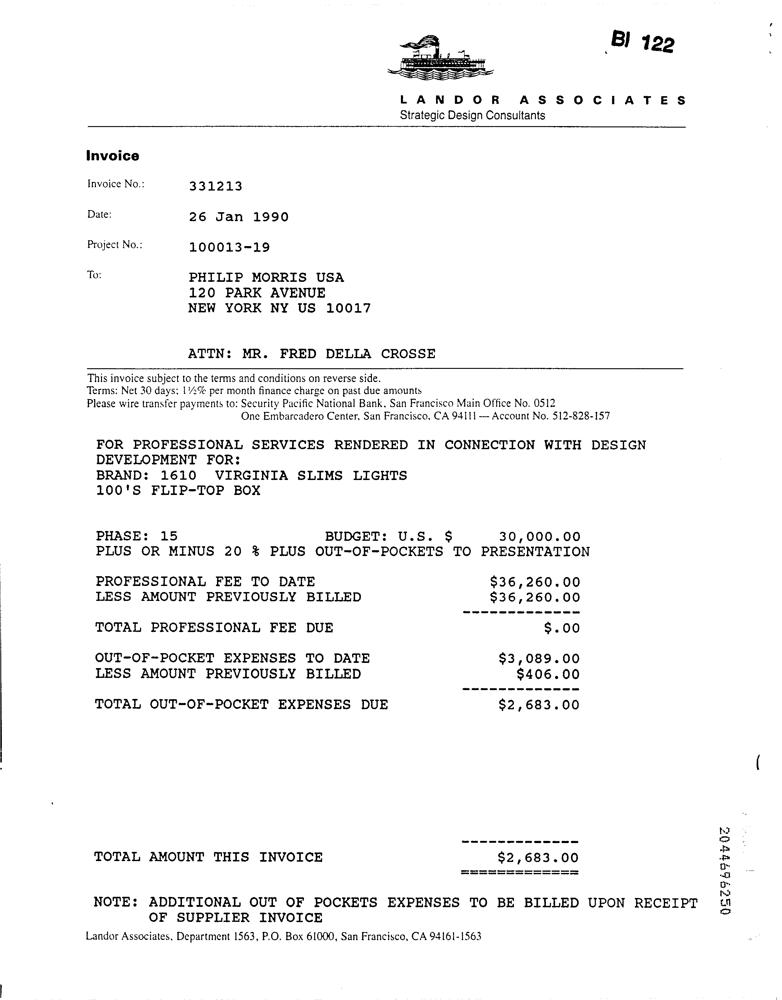 BI 122
LANDOR ASSOCIATES
Strategic Design Consultants
Invoice
Invoice No.: 331213
Date: 26 Jan 1990
Project No.: 100013-19
To: PHILIP MORRIS USA
120 PARK AVENUE
NEW YORK NY US 10017
ATTN: MR. FRED DELLA CROSSE
This invoice subject to the terms and conditions on reverse side.
Terms: Net 30 days; 1½% per month finance charge on past due amounts
Please wire transfer payments to: Security Pacific National Bank, San Francisco Main Office No. 0512
One Embarcadero Center, San Francisco, CA 94111 — Account No. 512-828-157
FOR PROFESSIONAL SERVICES RENDERED IN CONNECTION WITH DESIGN
DEVELOPMENT FOR:
BRAND: 1610 VIRGINIA SLIMS LIGHTS
100'S FLIP-TOP BOX
PHASE: 15 BUDGET: U.S. $ 30,000.00
PLUS OR MINUS 20 % PLUS OUT-OF-POCKETS TO PRESENTATION
PROFESSIONAL FEE TO DATE $36,260.00
LESS AMOUNT PREVIOUSLY BILLED $36,260.00
-------------
TOTAL PROFESSIONAL FEE DUE $.00
OUT-OF-POCKET EXPENSES TO DATE $3,089.00
LESS AMOUNT PREVIOUSLY BILLED $406.00
-------------
TOTAL OUT-OF-POCKET EXPENSES DUE $2,683.00
-------------
TOTAL AMOUNT THIS INVOICE $2,683.00
=============
NOTE: ADDITIONAL OUT OF POCKETS EXPENSES TO BE BILLED UPON RECEIPT
OF SUPPLIER INVOICE
Landor Associates, Department 1563, P.O. Box 61000, San Francisco, CA 94161-1563
2044696250